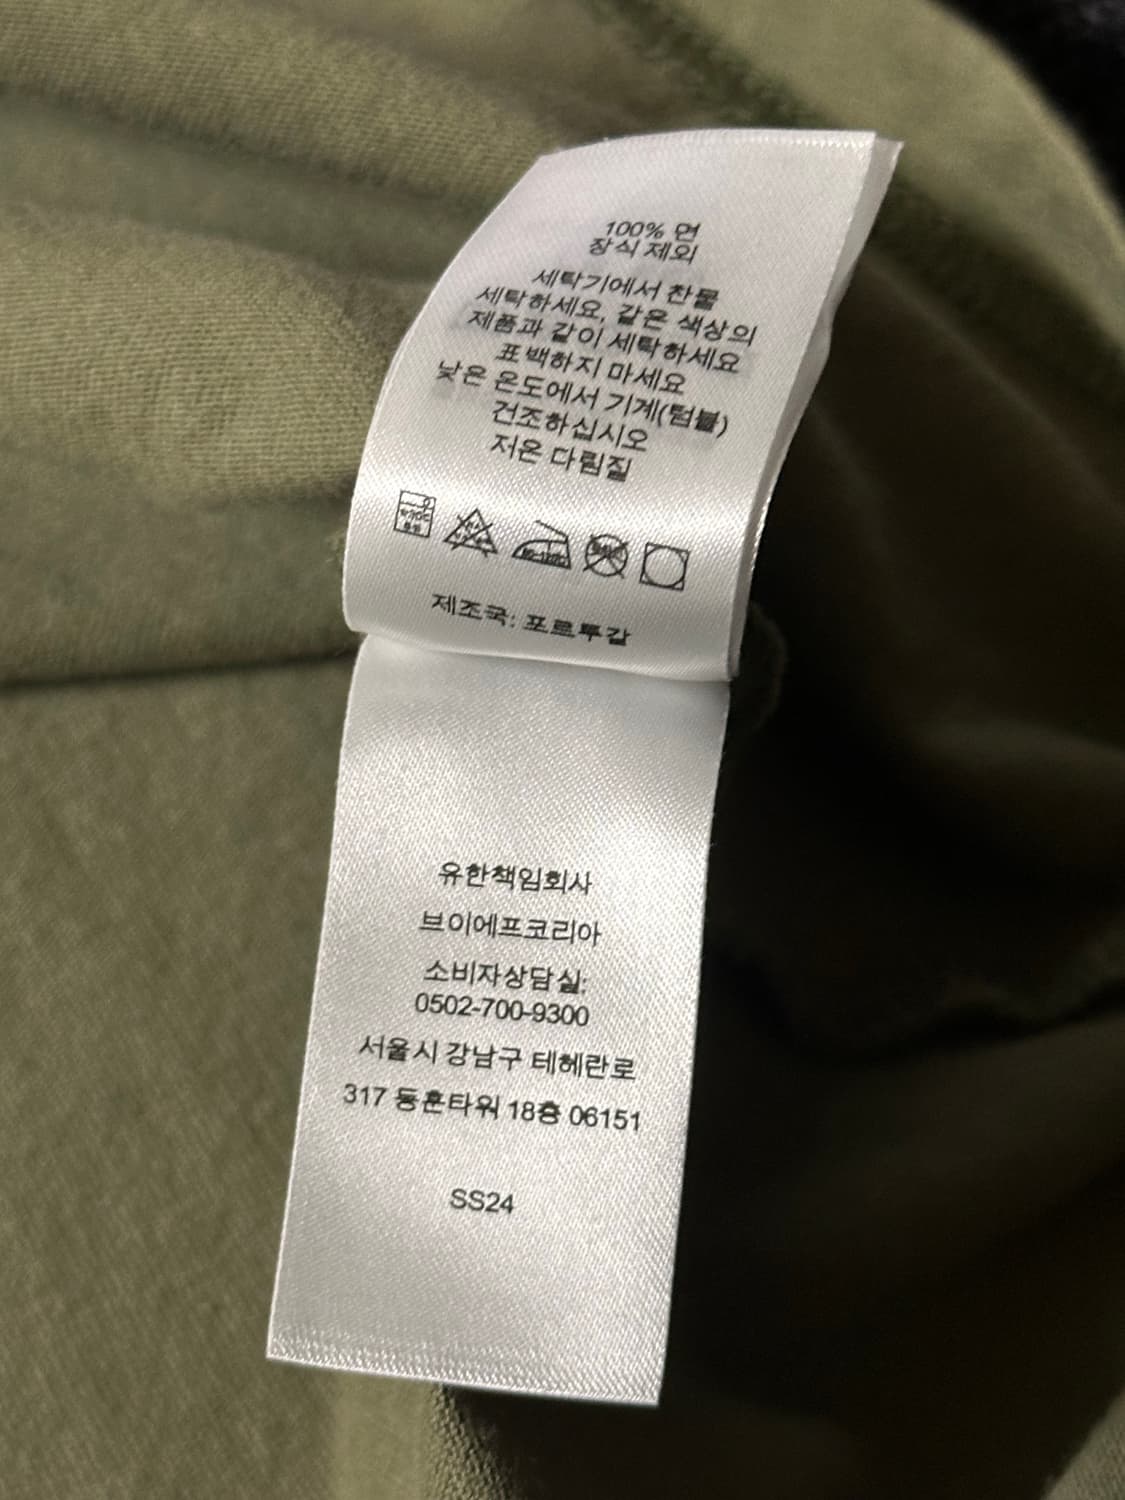 100% 면
장식 제외
세탁기에서 찬물
세탁하세요, 같은 색상의
제품과 같이 세탁하세요
표백하지 마세요
낮은 온도에서 기계(텀블)
건조하십시오
저온 다림질
제조국: 포르투갈
유한책임회사
브이에프코리아
소비자상담실:
0502-700-9300
서울시 강남구 테헤란로
317 동훈타워 18층 06151
SS24